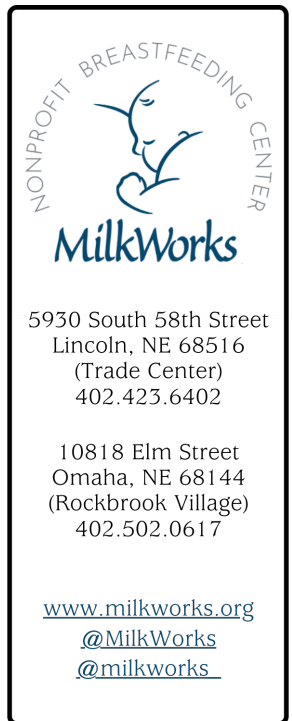 NONPROFIT BREASTFEEDING CENTER
MilkWorks
5930 South 58th Street
Lincoln, NE 68516
(Trade Center)
402.423.6402
10818 Elm Street
Omaha, NE 68144
(Rockbrook Village)
402.502.0617
www.milkworks.org
@MilkWorks
@milkworks_